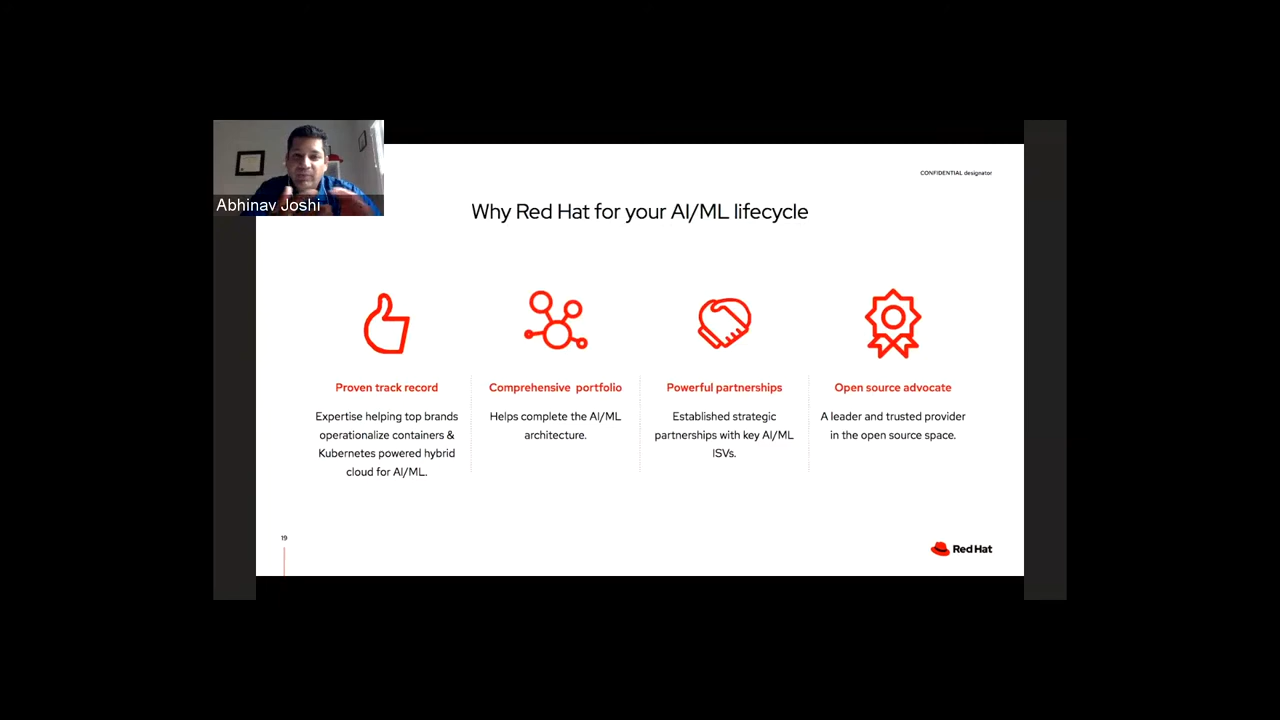 Abhinav Joshi
CONFIDENTIAL designator
Why Red Hat for your AI/ML lifecycle
Proven track record
Expertise helping top brands
operationalize containers &
Kubernetes powered hybrid
cloud for AI/ML.
Comprehensive portfolio
Helps complete the AI/ML
architecture.
Powerful partnerships
Established strategic
partnerships with key AI/ML
ISVs.
Open source advocate
A leader and trusted provider
in the open source space.
19
Red Hat